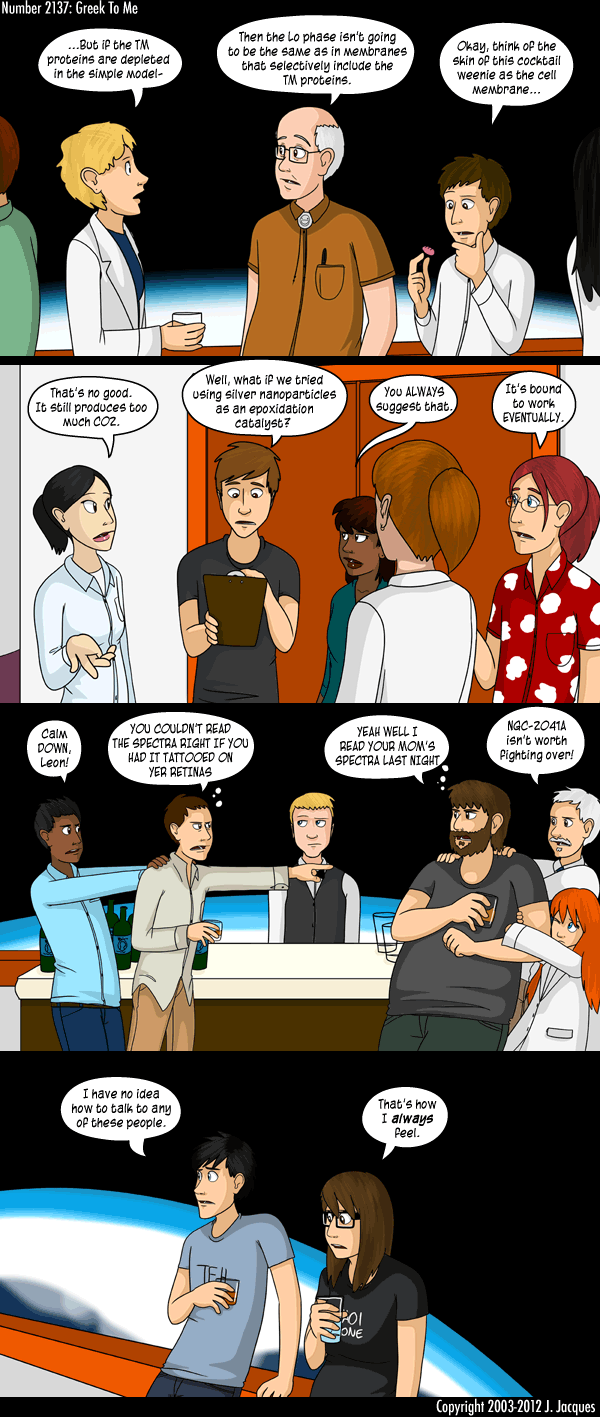 Number 2137: Greek To Me
...But if the TM
proteins are depleted
in the simple model-
Then the Lo phase isn't going
to be the same as in membranes
that selectively include the
TM proteins.
Okay, think of the
skin of this cocktail
weenie as the cell
membrane...
That's no good.
It still produces too
much CO2.
Well, what if we tried
using silver nanoparticles
as an epoxidation
catalyst?
You ALWAYS
suggest that.
It's bound
to work
EVENTUALLY.
Calm
DOWN,
Leon!
YOU COULDN'T READ
THE SPECTRA RIGHT IF YOU
HAD IT TATTOOED ON
YER RETINAS
YEAH WELL I
READ YOUR MOM'S
SPECTRA LAST NIGHT
NGC-2041A
isn't worth
fighting over!
I have no idea
how to talk to any
of these people.
That's how
I always
feel.
TEH
ONE
Copyright 2003-2012 J. Jacques